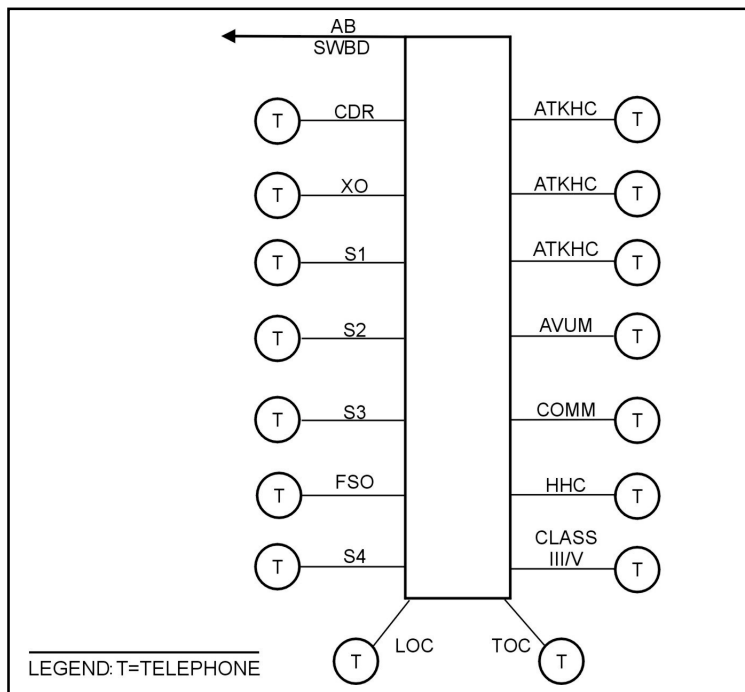 AB
SWBD
T CDR
ATKHC T
T XO
ATKHC T
T S1
ATKHC T
T S2
AVUM T
T S3
COMM T
T FSO
HHC T
T S4
CLASS
III/V T
T LOC
TOC T
LEGEND: T=TELEPHONE